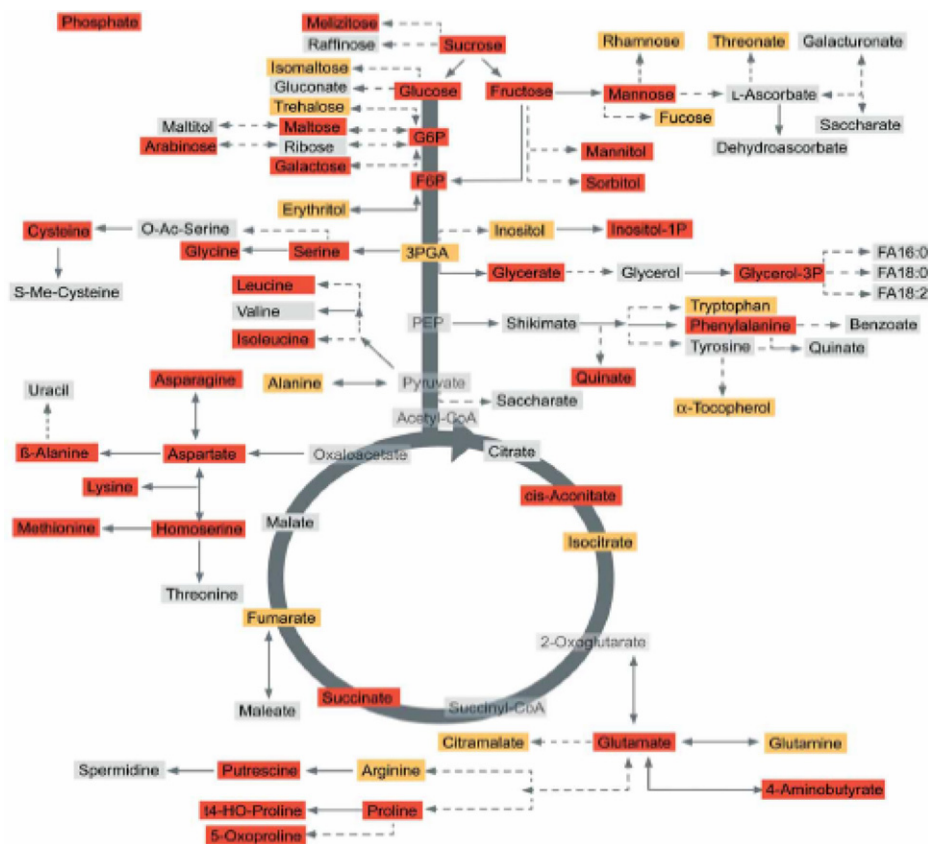 Phosphate
Melizitose
Raffinose
Sucrose
Rhamnose
Threonate
Galacturonate
Isomaltose
Gluconate
Glucose
Fructose
Mannose
L-Ascorbate
Trehalose
Fucose
Saccharate
Maltitol
Maltose
G6P
Dehydroascorbate
Arabinose
Ribose
Mannitol
Galactose
F6P
Sorbitol
Erythritol
Cysteine
O-Ac-Serine
Inositol
Inositol-1P
Glycine
Serine
3PGA
FA16:0
Glycerate
Glycerol
Glycerol-3P
FA18:0
S-Me-Cysteine
Leucine
FA18:2
Valine
Tryptophan
PEP
Shikimate
Phenylalanine
Benzoate
Isoleucine
Tyrosine
Quinate
Asparagine
Alanine
Pyruvate
Quinate
Uracil
Saccharate
α-Tocopherol
Acetyl-CoA
ß-Alanine
Aspartate
Oxaloacetate
Citrate
Lysine
cis-Aconitate
Methionine
Homoserine
Malate
Isocitrate
Threonine
Fumarate
2-Oxoglutarate
Succinate
Maleate
Succinyl-CoA
Citramalate
Glutamate
Glutamine
Spermidine
Putrescine
Arginine
4-Aminobutyrate
t4-HO-Proline
Proline
5-Oxoproline